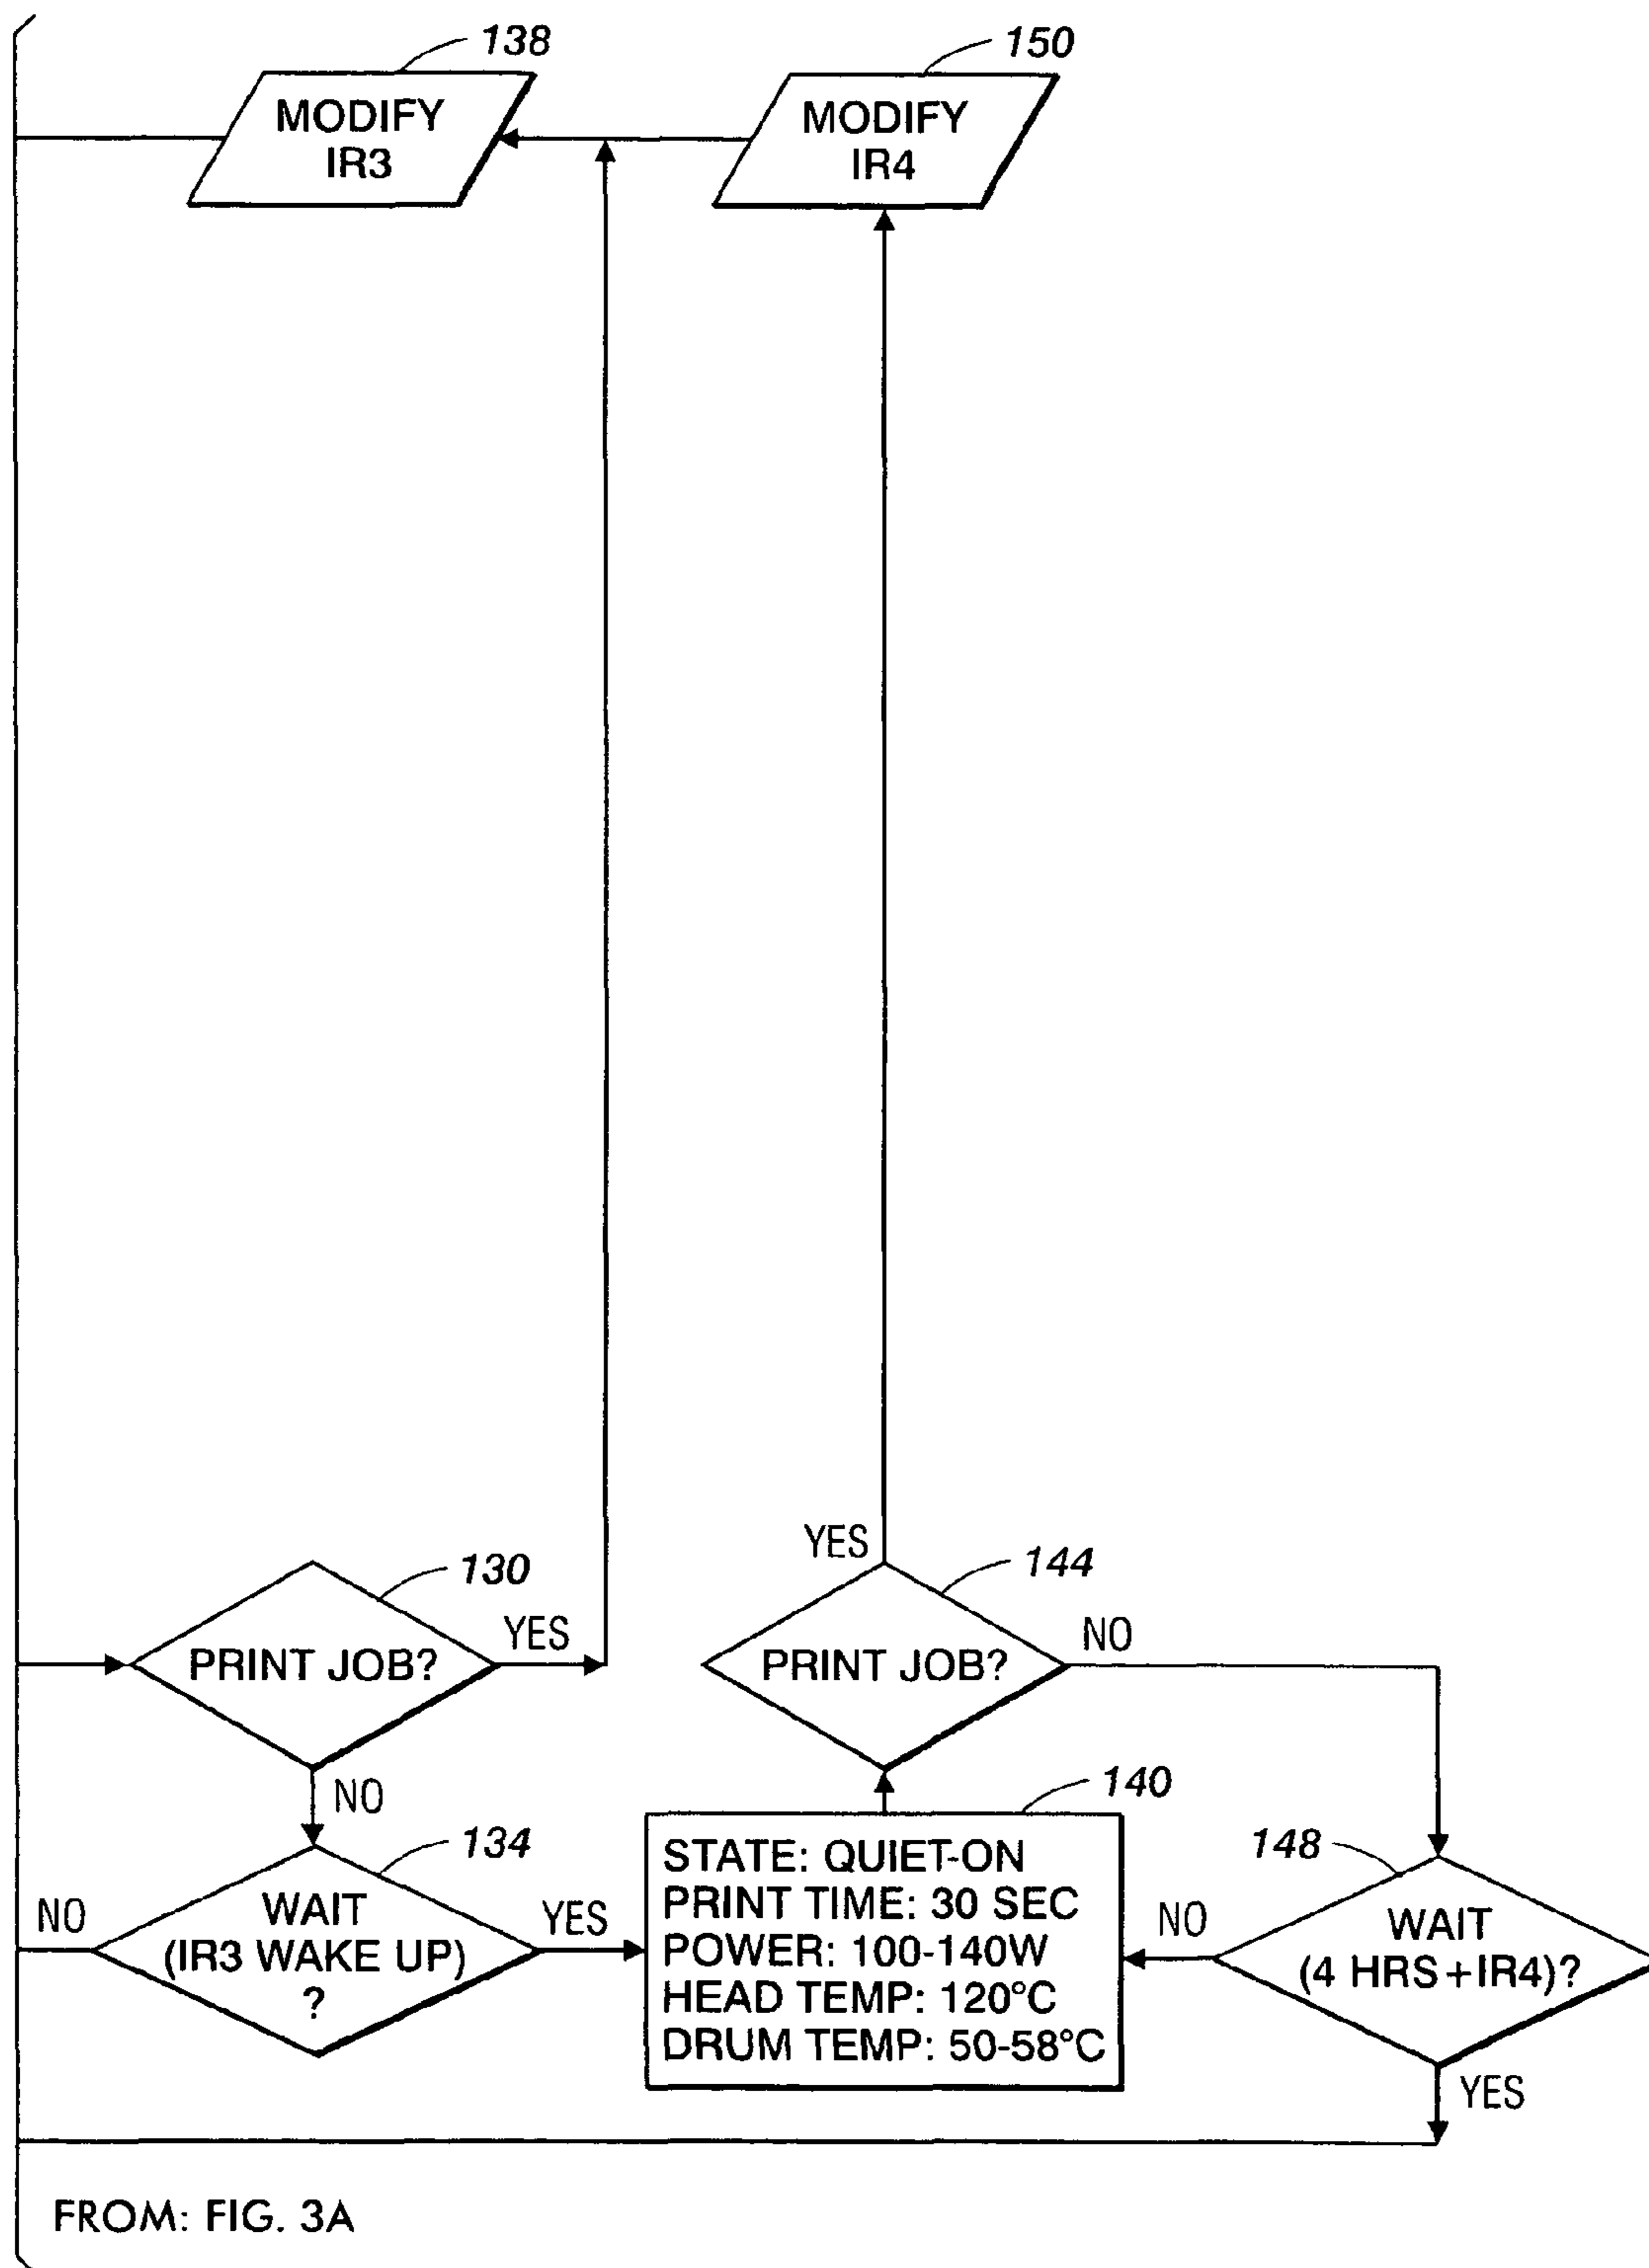 138
150
MODIFY
IR3
MODIFY
IR4
YES
130
144
YES
NO
PRINT JOB?
PRINT JOB?
NO
140
134
148
STATE: QUIET-ON
PRINT TIME: 30 SEC
POWER: 100-140W
HEAD TEMP: 120°C
DRUM TEMP: 50-58°C
NO
WAIT
(IR3 WAKE UP)
?
YES
NO
WAIT
(4 HRS+IR4)?
YES
FROM: FIG. 3A